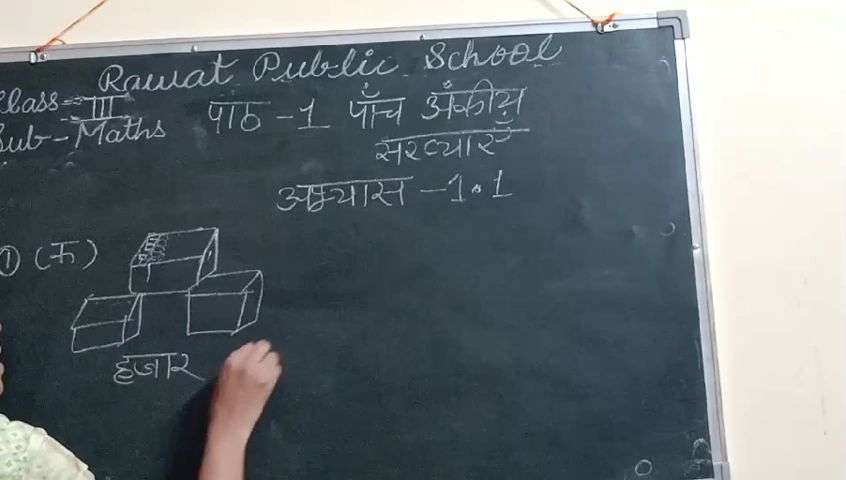 Rawat Public School
Class - III
Sub - Maths
पाठ - 1 पाँच अंकीय
संख्याएँ
अभ्यास - 1.1
① (क)
हजार